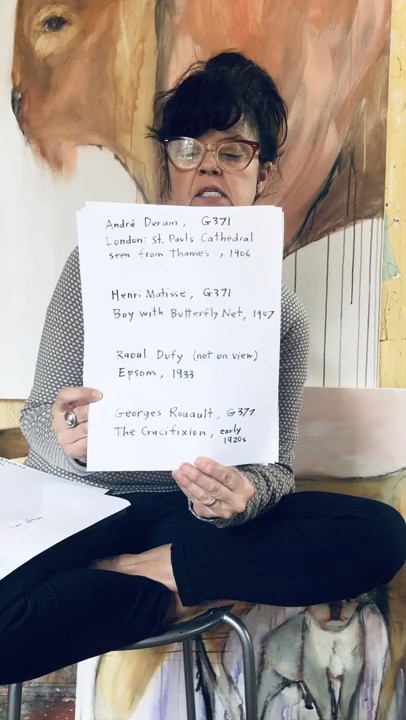 André Derain, G371
London: St. Paul's Cathedral
seen from Thames, 1906
Henri Matisse, G371
Boy with Butterfly Net, 1907
Raoul Dufy (not on view)
Epsom, 1933
Georges Rouault, G377
The Crucifixion, early
1920s